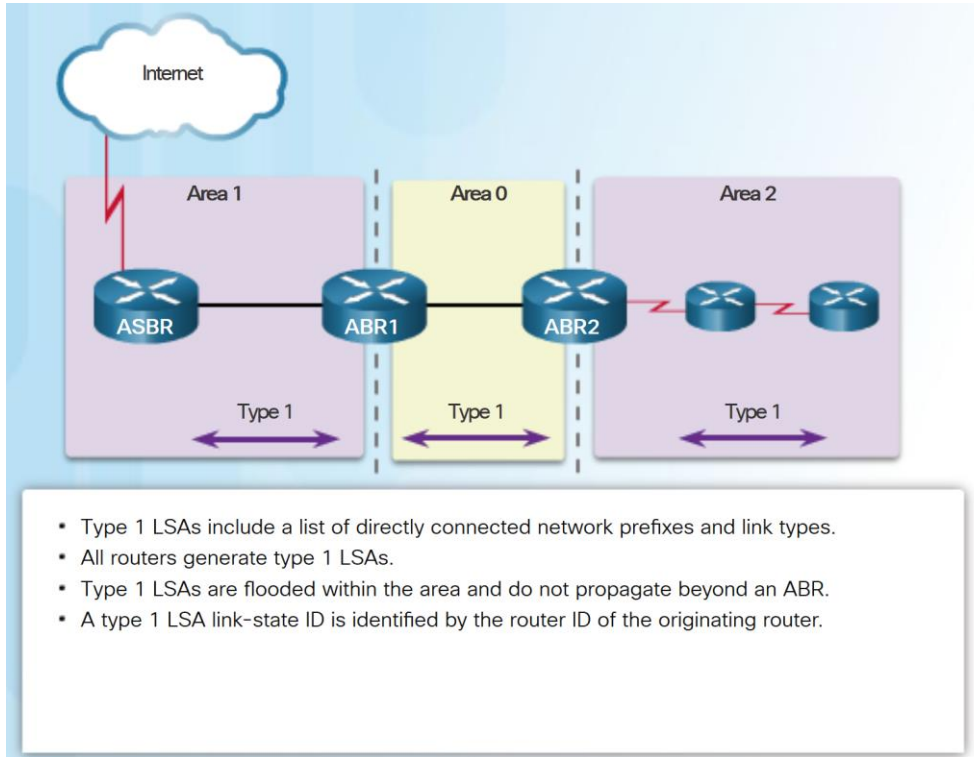 Internet
Area 1
Area 0
Area 2
ASBR
ABR1
ABR2
Type 1
Type 1
Type 1
• Type 1 LSAs include a list of directly connected network prefixes and link types.
• All routers generate type 1 LSAs.
• Type 1 LSAs are flooded within the area and do not propagate beyond an ABR.
• A type 1 LSA link-state ID is identified by the router ID of the originating router.